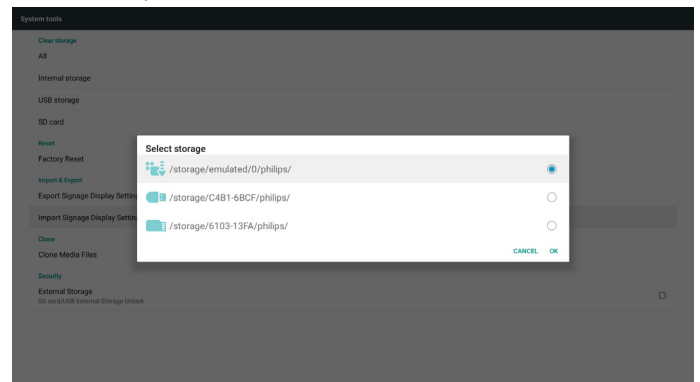 System tools
Clear storage
All
Internal storage
USB storage
SD card
Reset
Factory Reset
Import & Export
Export Signage Display Setting
Import Signage Display Settin
Clone
Clone Media Files
Security
External Storage
SD card/USB External Storage Unlock
Select storage
/storage/emulated/0/philips/
/storage/C4B1-6BCF/philips/
/storage/6103-13FA/philips/
CANCEL OK